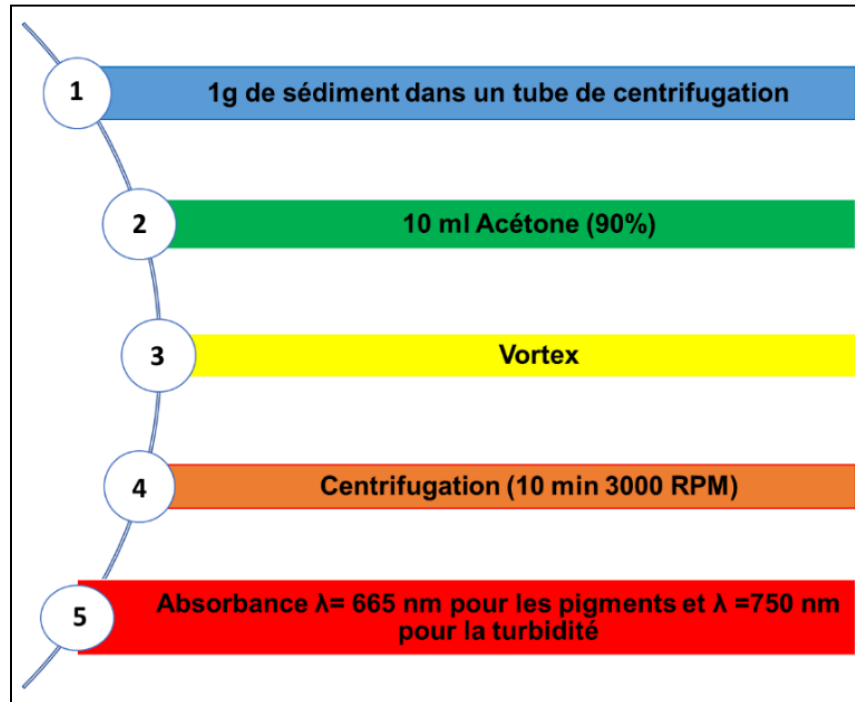 1
1g de sédiment dans un tube de centrifugation
2
10 ml Acétone (90%)
3
Vortex
4
Centrifugation (10 min 3000 RPM)
5
Absorbance λ= 665 nm pour les pigments et λ =750 nm
pour la turbidité